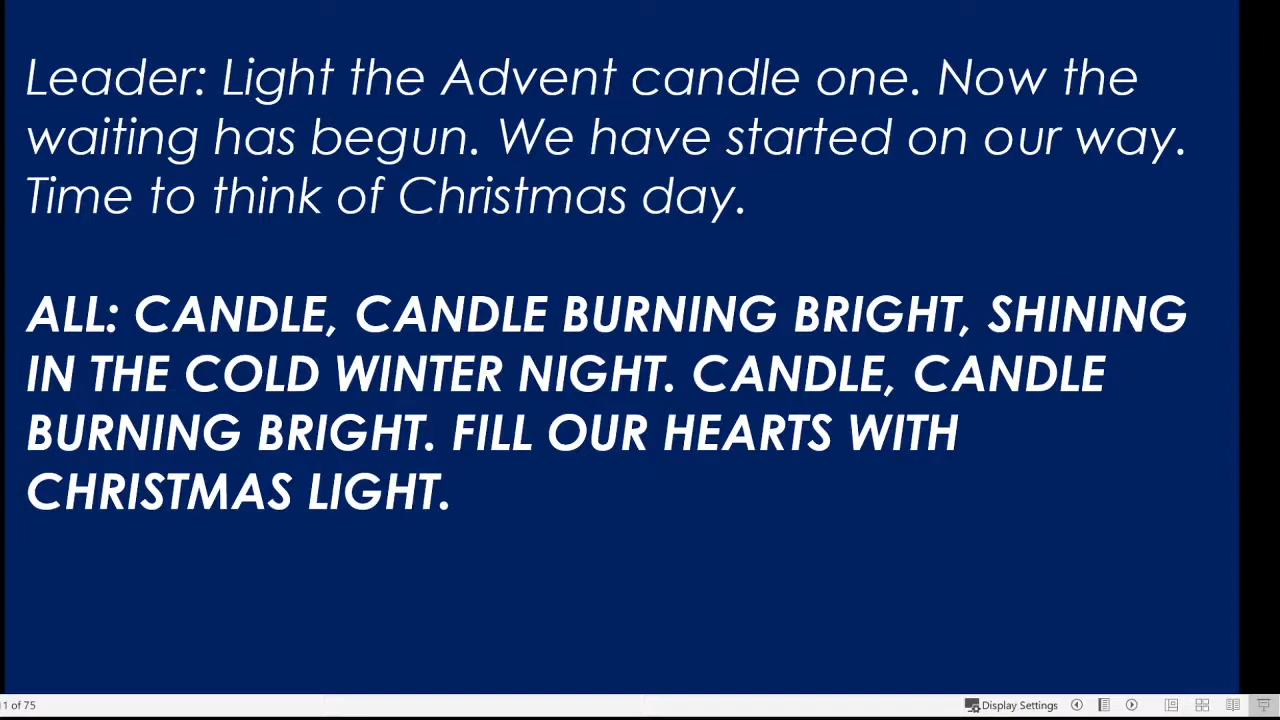 Leader: Light the Advent candle one. Now the
waiting has begun. We have started on our way.
Time to think of Christmas day.
ALL: CANDLE, CANDLE BURNING BRIGHT, SHINING
IN THE COLD WINTER NIGHT. CANDLE, CANDLE
BURNING BRIGHT. FILL OUR HEARTS WITH
CHRISTMAS LIGHT.
1 of 75 Display Settings